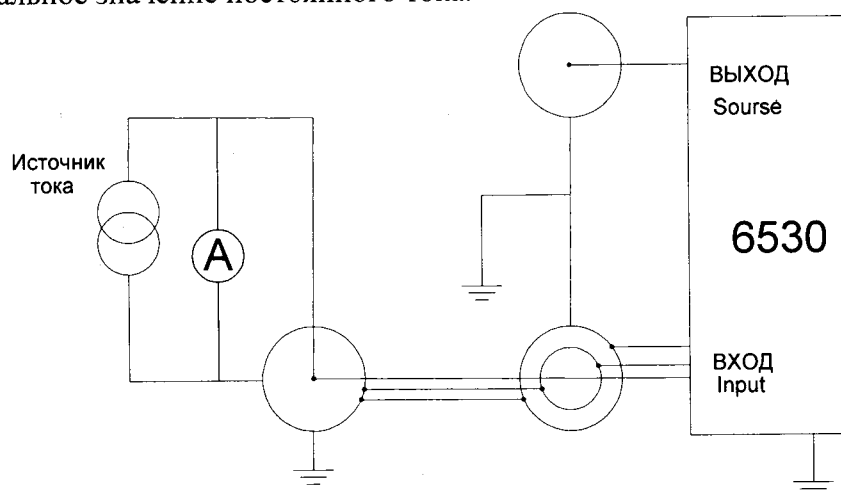 значение постоянного тока.
ВЫХОД
Sourse
Источник
тока
A
6530
ВХОД
Input